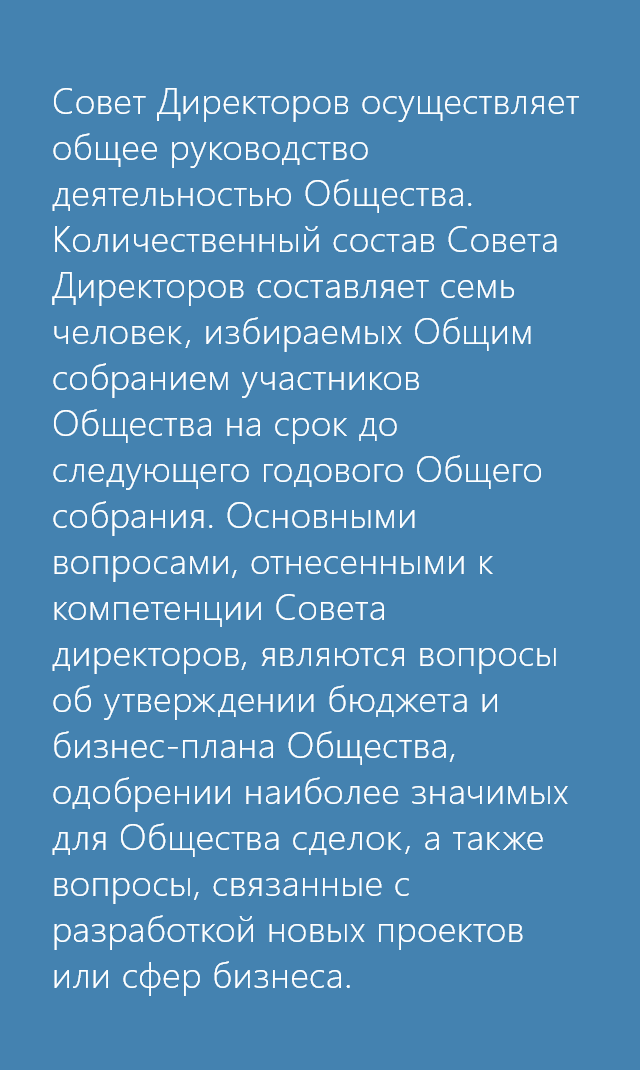 Совет Директоров осуществляет
общее руководство
деятельностью Общества.
Количественный состав Совета
Директоров составляет семь
человек, избираемых Общим
собранием участников
Общества на срок до
следующего годового Общего
собрания. Основными
вопросами, отнесенными к
компетенции Совета
директоров, являются вопросы
об утверждении бюджета и
бизнес-плана Общества,
одобрении наиболее значимых
для Общества сделок, а также
вопросы, связанные с
разработкой новых проектов
или сфер бизнеса.